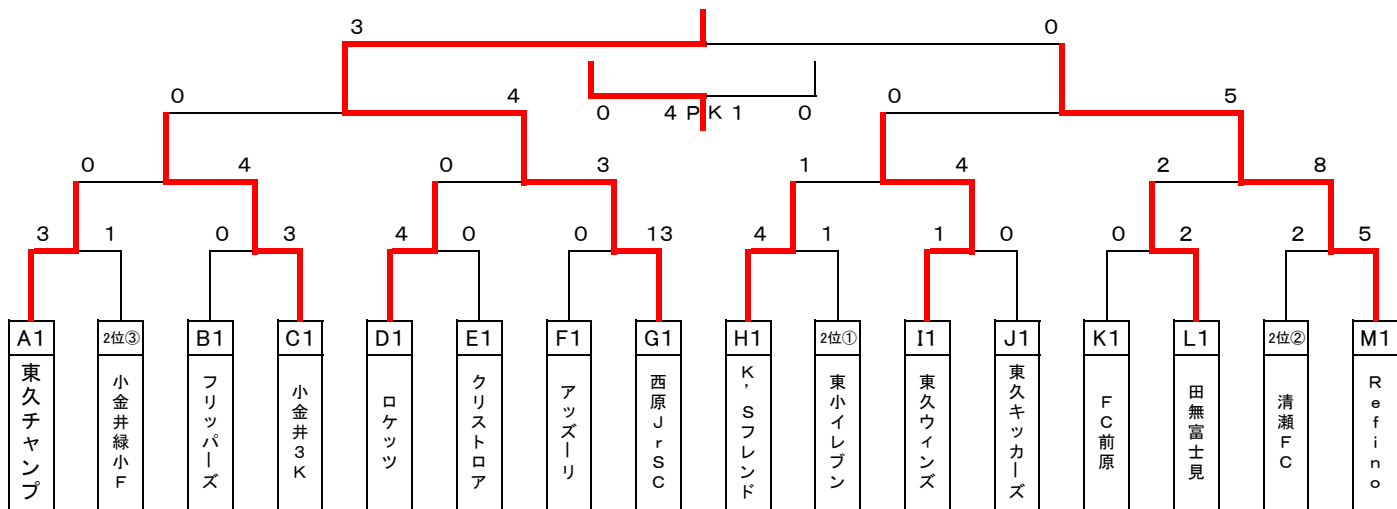 3 0
0 4 0 5
0 4 PK 1 0
0 4 0 3 1 4 2 8
3 1 0 3 4 0 0 13 4 1 1 0 0 2 2 5
A1 2位③ B1 C1 D1 E1 F1 G1 H1 2位① I1 J1 K1 L1 2位② M1
東久チャンプ
小金井緑小F
フリッパーズ
小金井3K
ロケッツ
クリストロア
アッズーリ
西原JrSC
K'Sフレンド
東小イレブン
東久ウィンズ
東久キッカーズ
FC前原
田無富士見
清瀬FC
Refino